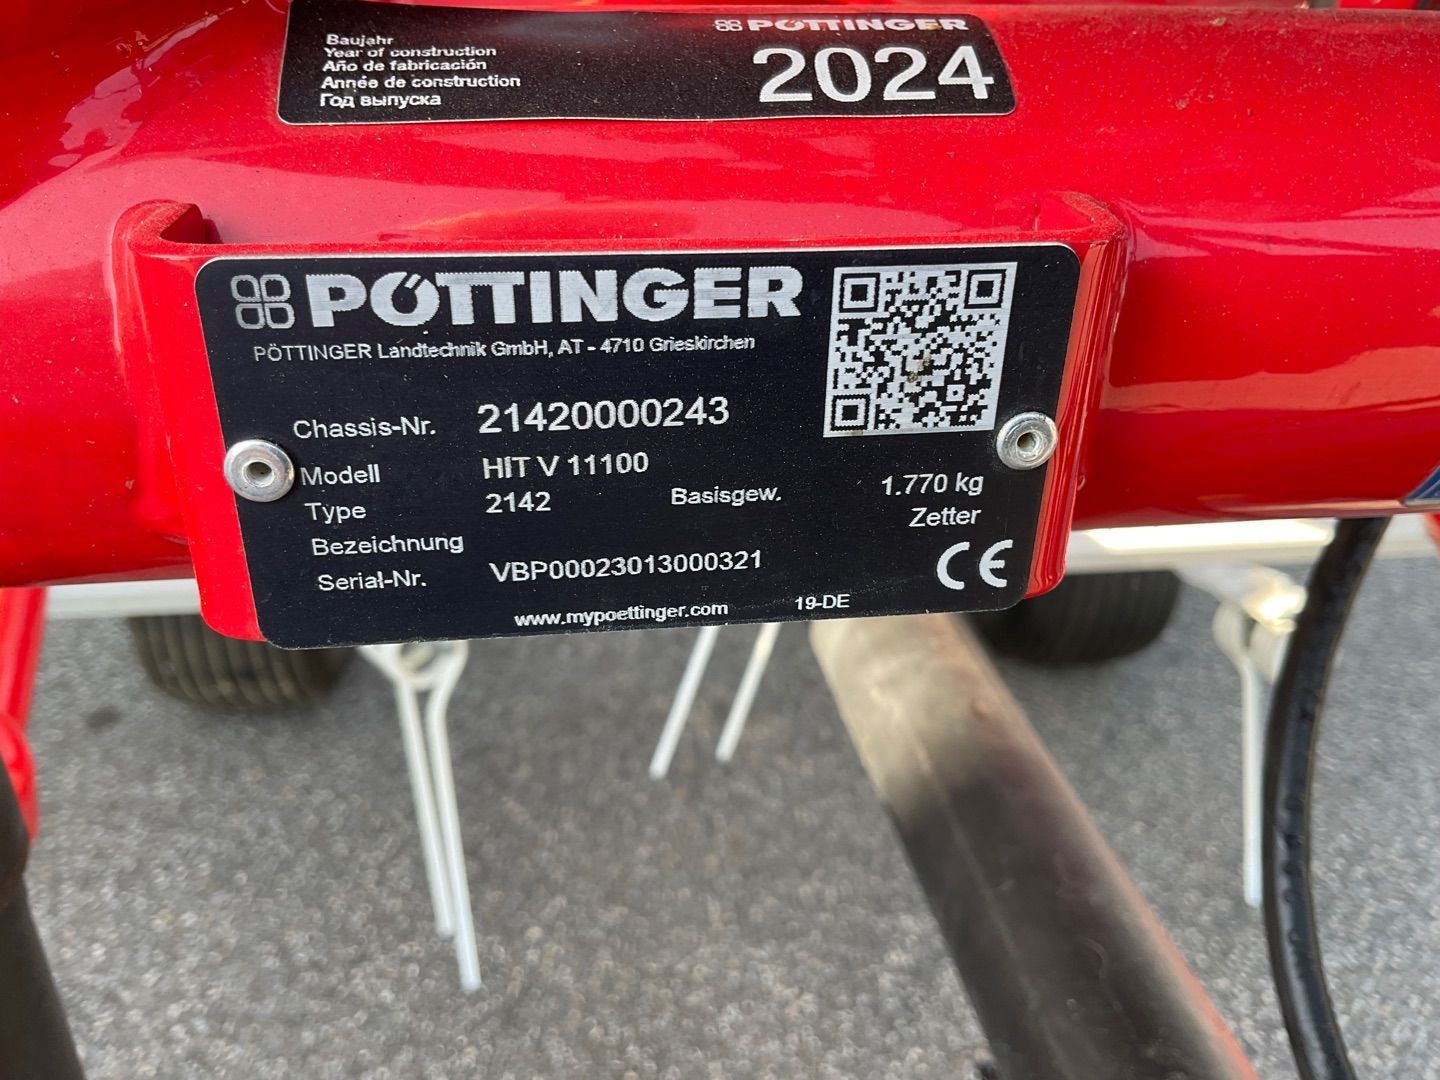 PÖTTINGER
Baujahr
Year of construction
Año de fabricación
Année de construction
Год выпуска
2024
PÖTTINGER
PÖTTINGER Landtechnik GmbH, AT - 4710 Grieskirchen
Chassis-Nr. 21420000243
Modell HIT V 11100
Type 2142 Basisgew. 1.770 kg
Bezeichnung Zetter
Serial-Nr. VBP00023013000321
CE
www.mypoettinger.com 19-DE